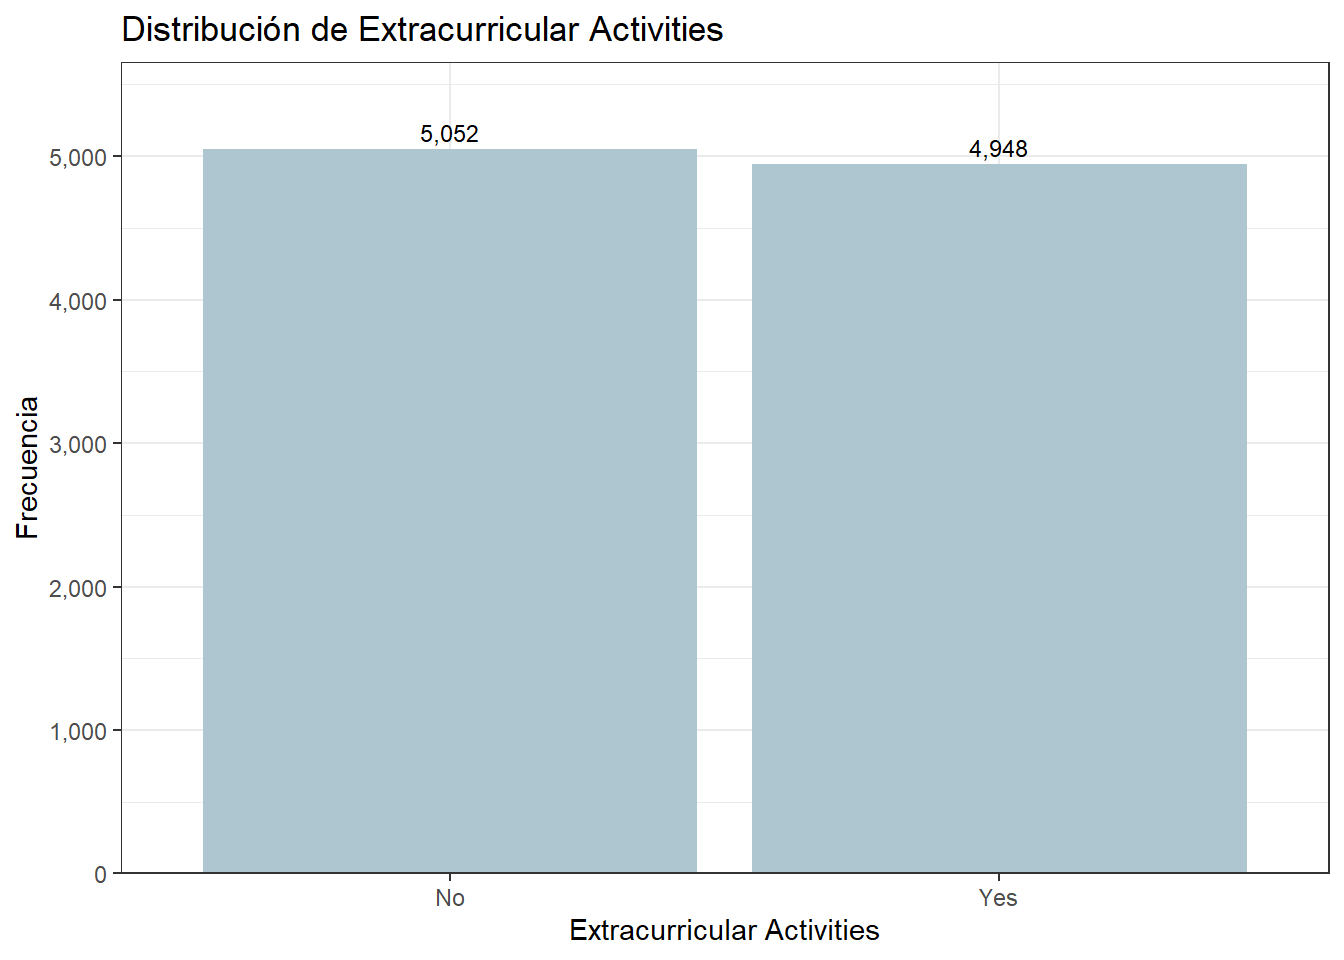 Distribución de Extracurricular Activities
5,052
4,948
5,000
4,000
3,000
2,000
1,000
0
Frecuencia
No
Yes
Extracurricular Activities